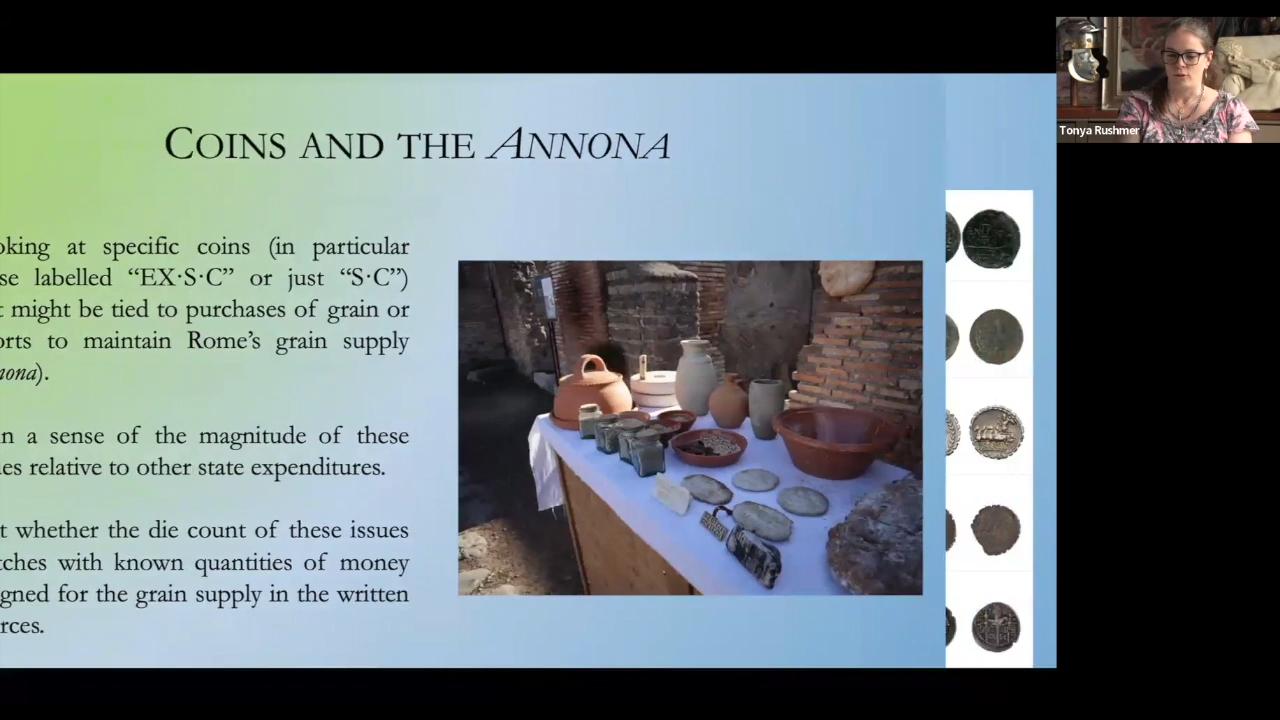 COINS AND THE ANNONA
oking at specific coins (in particular
se labelled “EX·S·C” or just “S·C”)
t might be tied to purchases of grain or
orts to maintain Rome’s grain supply
nona).
n a sense of the magnitude of these
ues relative to other state expenditures.
t whether the die count of these issues
tches with known quantities of money
gned for the grain supply in the written
rces.
Tonya Rushmer